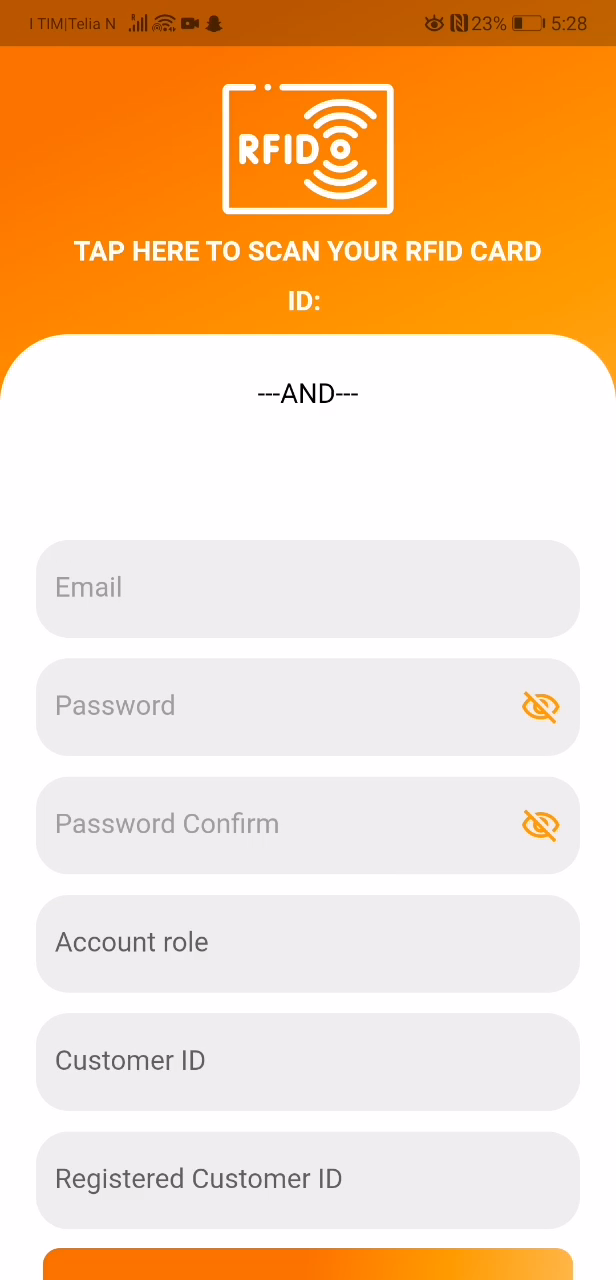 I TIM|Telia N 23% 5:28
RFID
TAP HERE TO SCAN YOUR RFID CARD
ID:
---AND---
Email
Password
Password Confirm
Account role
Customer ID
Registered Customer ID